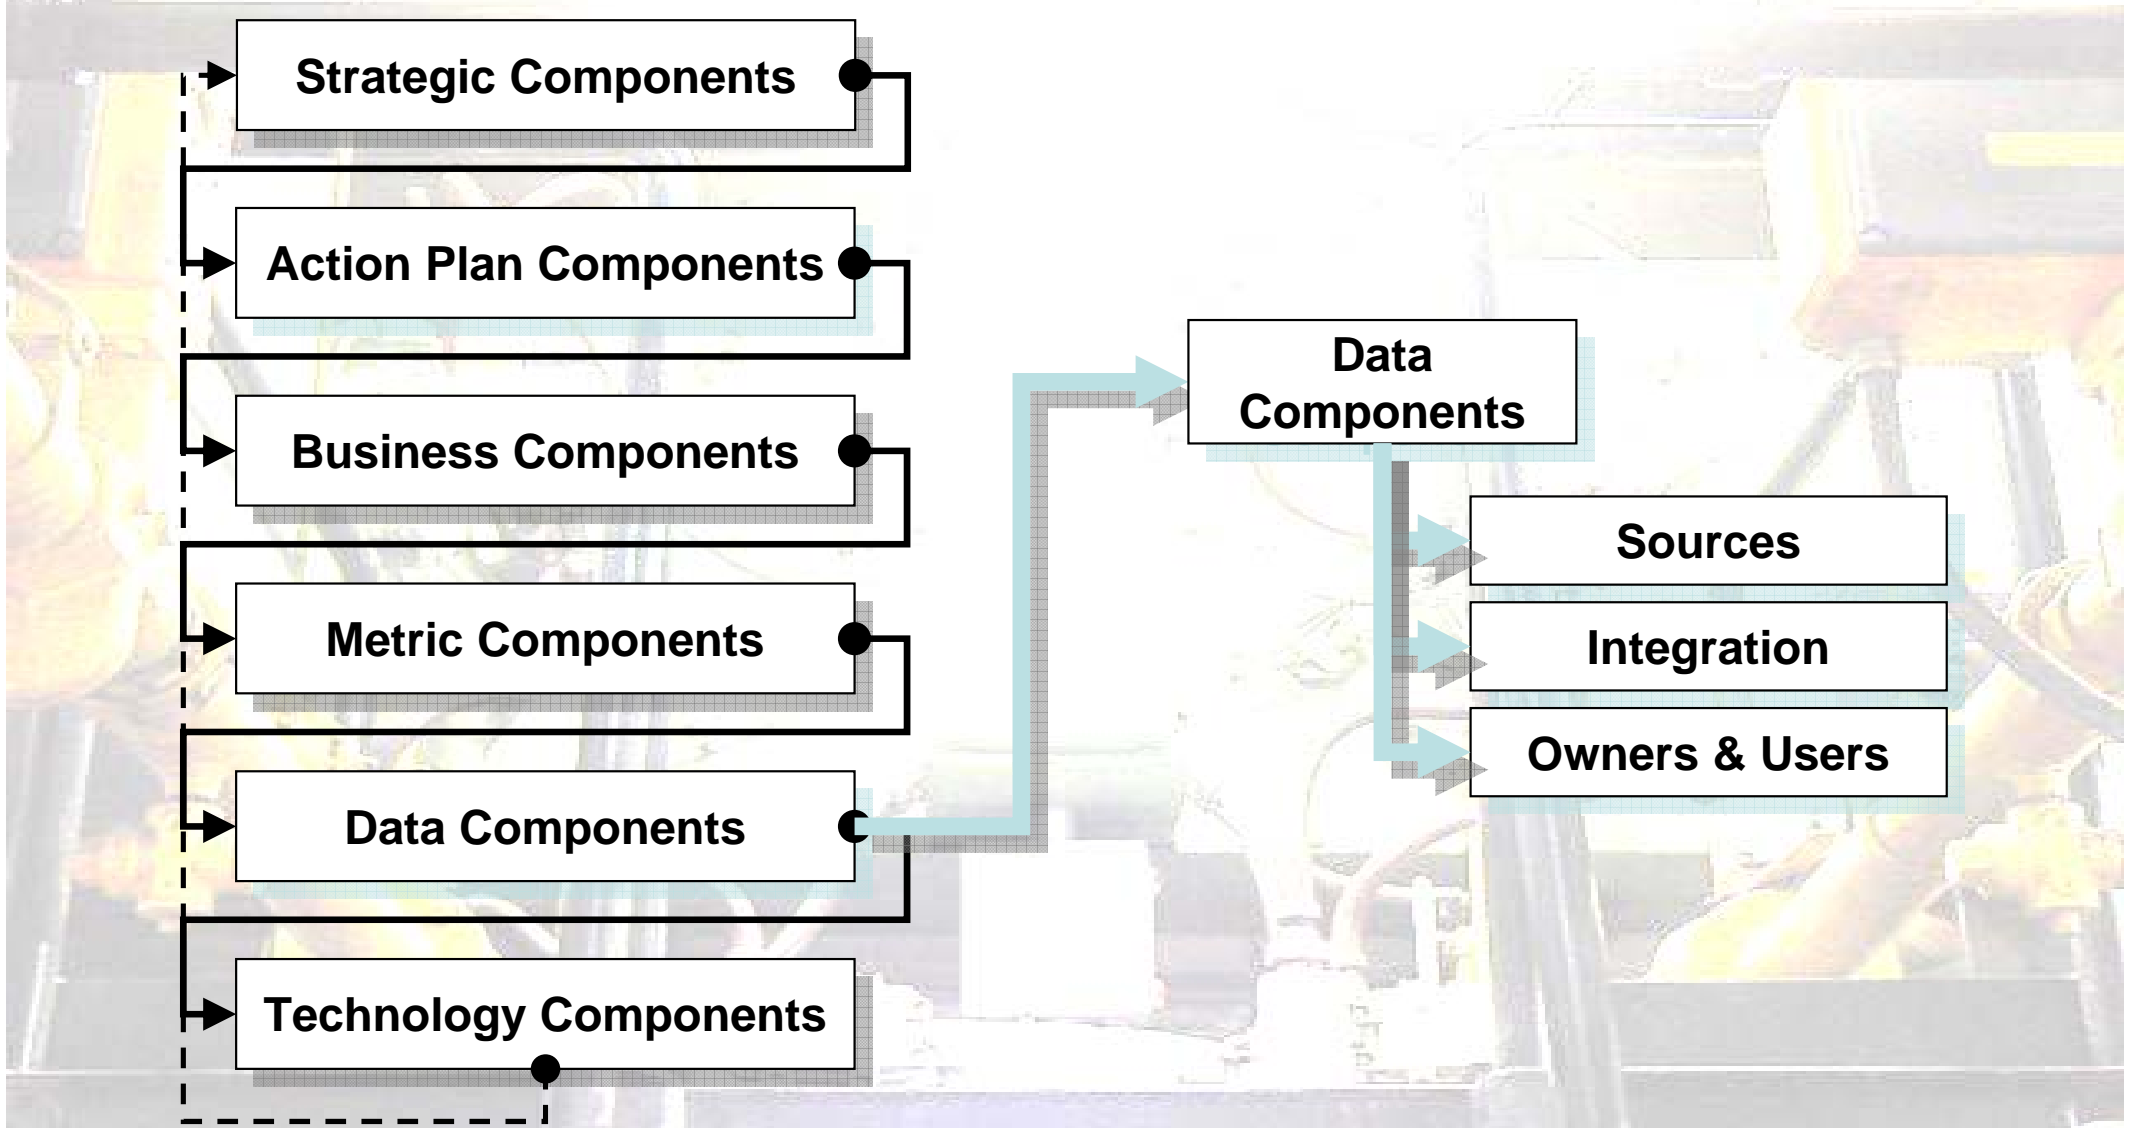 Strategic Components
Action Plan Components
Business Components
Metric Components
Data Components
Technology Components
Data
Components
Sources
Integration
Owners & Users